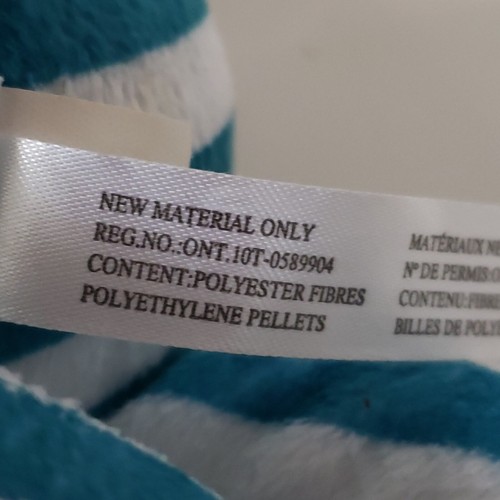 NEW MATERIAL ONLY
REG.NO.:ONT.10T-0589904
CONTENT:POLYESTER FIBRES
POLYETHYLENE PELLETS
MATÉRIAUX
Nº DE PERMIS
CONTENU:
BILLES DE